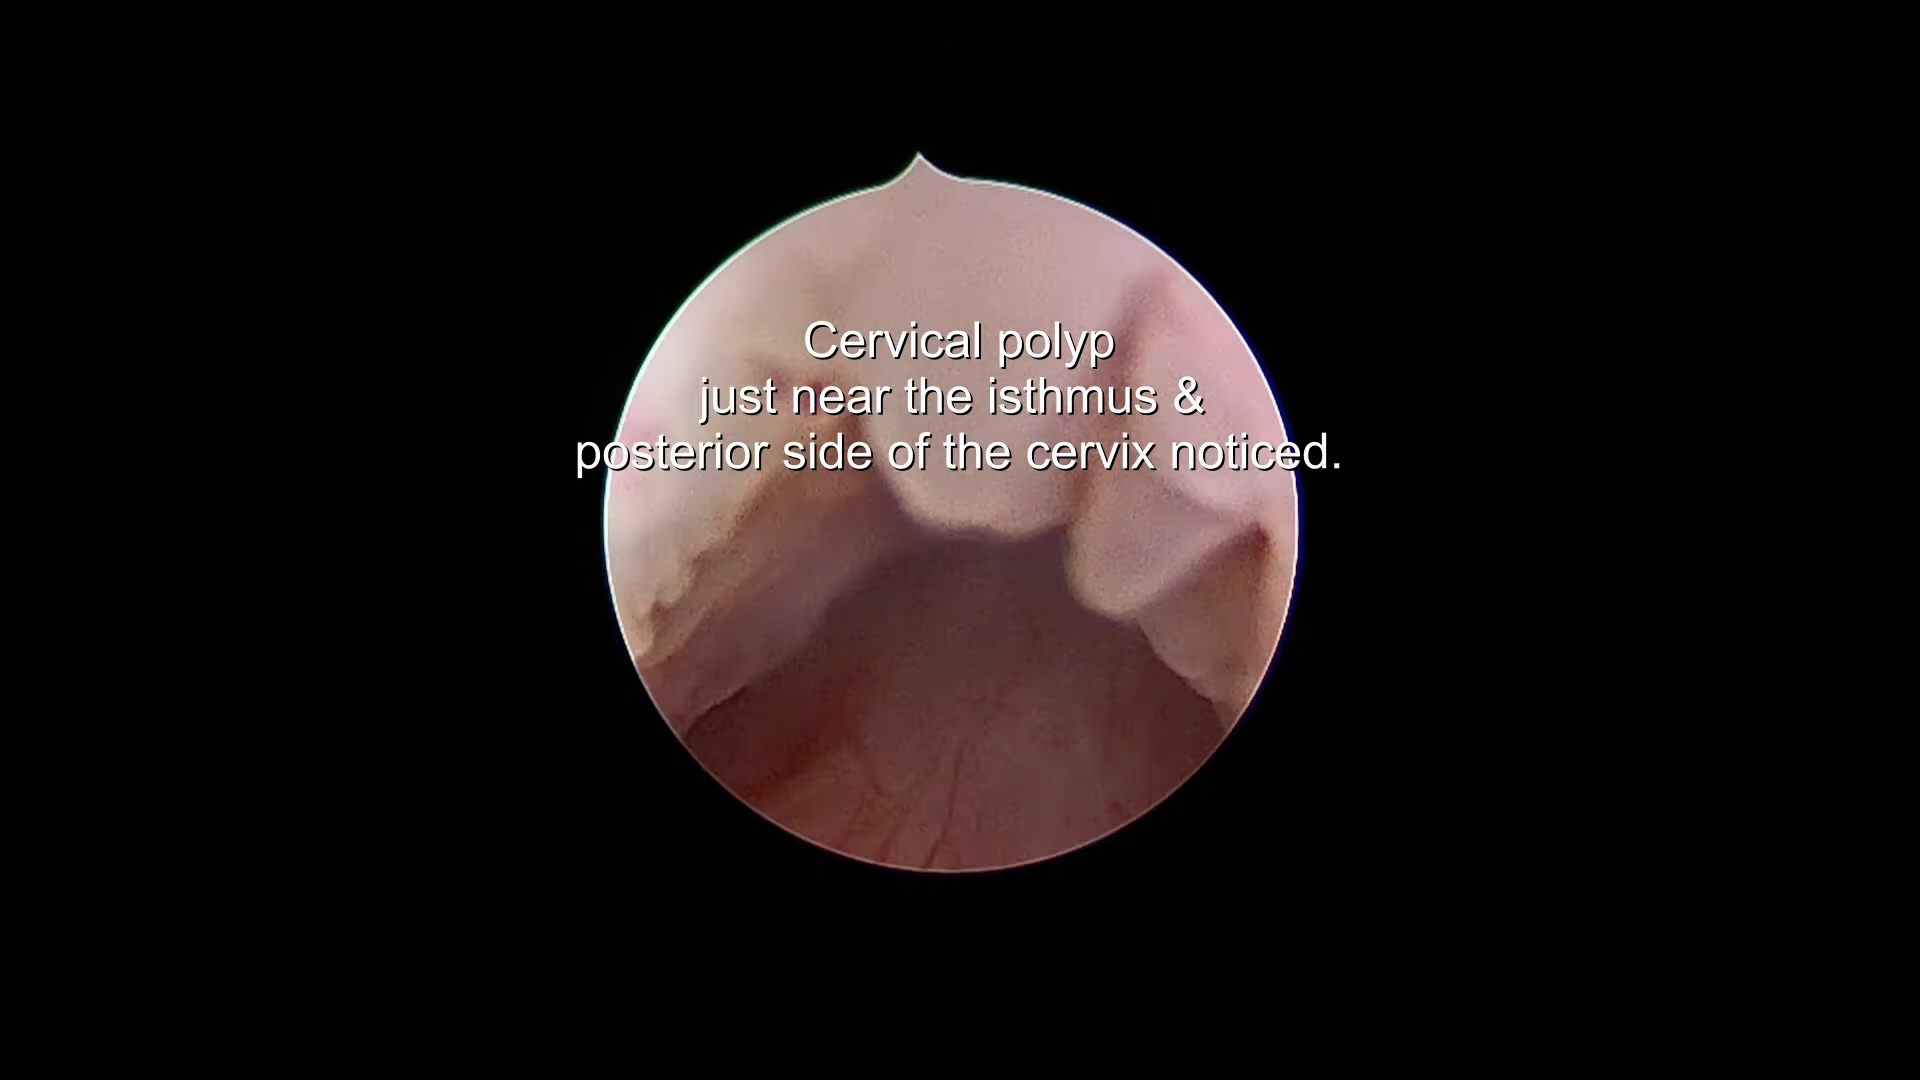 Cervical polyp
just near the isthmus &
posterior side of the cervix noticed.